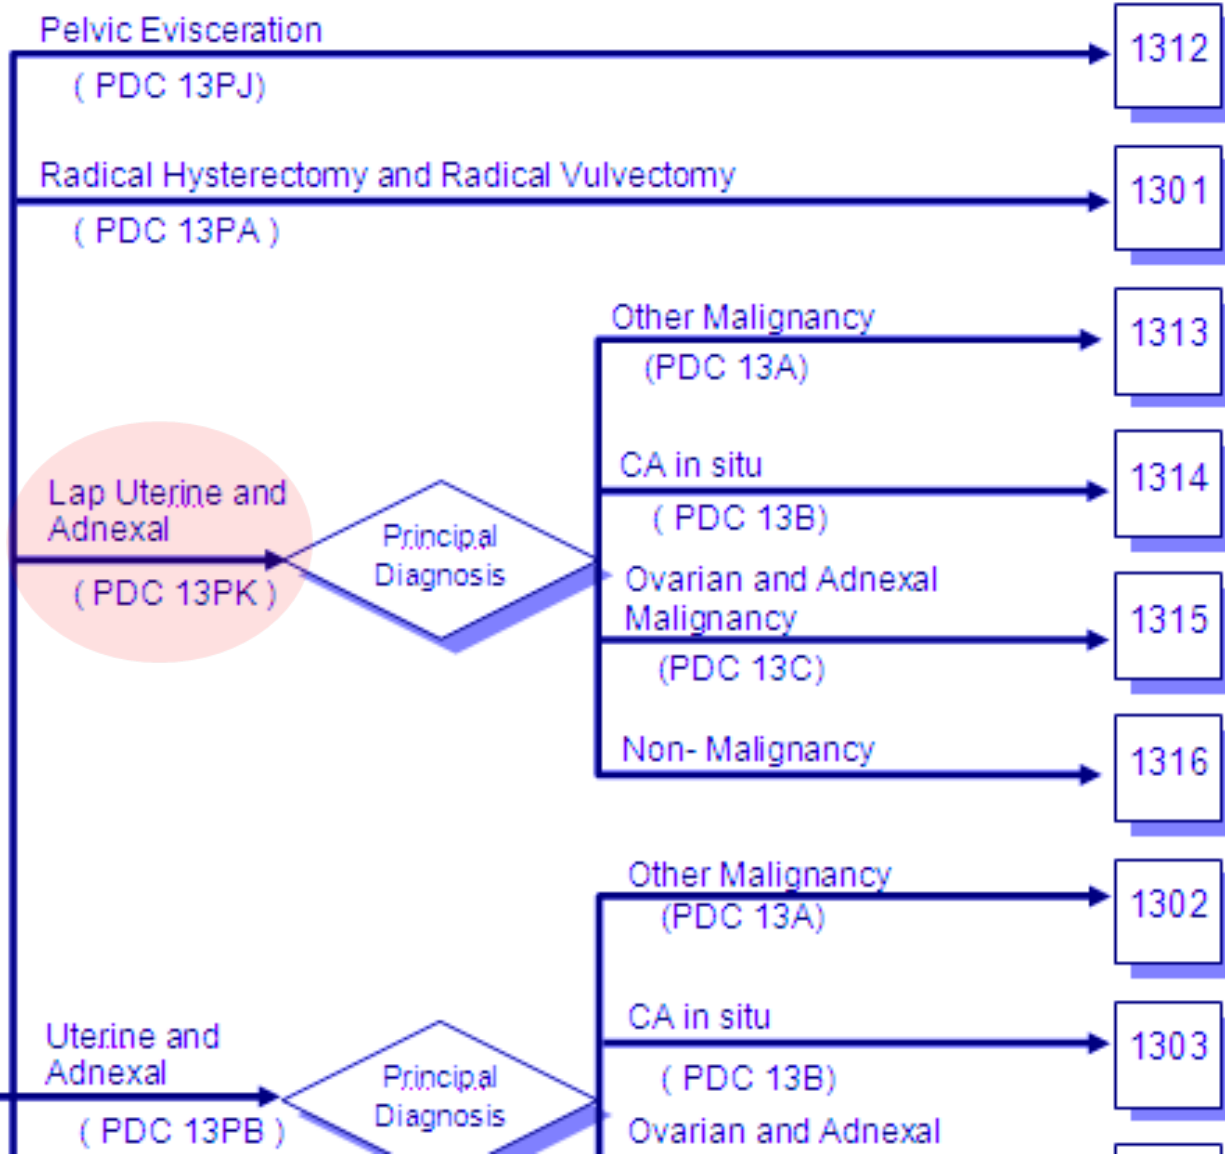 Pelvic Evisceration
( PDC 13PJ)
1312
Radical Hysterectomy and Radical Vulvectomy
( PDC 13PA )
1301
Other Malignancy
(PDC 13A)
1313
CA in situ
( PDC 13B)
1314
Lap Uterine and
Adnexal
( PDC 13PK )
Principal
Diagnosis
Ovarian and Adnexal
Malignancy
(PDC 13C)
1315
Non- Malignancy
1316
Other Malignancy
(PDC 13A)
1302
CA in situ
( PDC 13B)
1303
Uterine and
Adnexal
( PDC 13PB )
Principal
Diagnosis
Ovarian and Adnexal